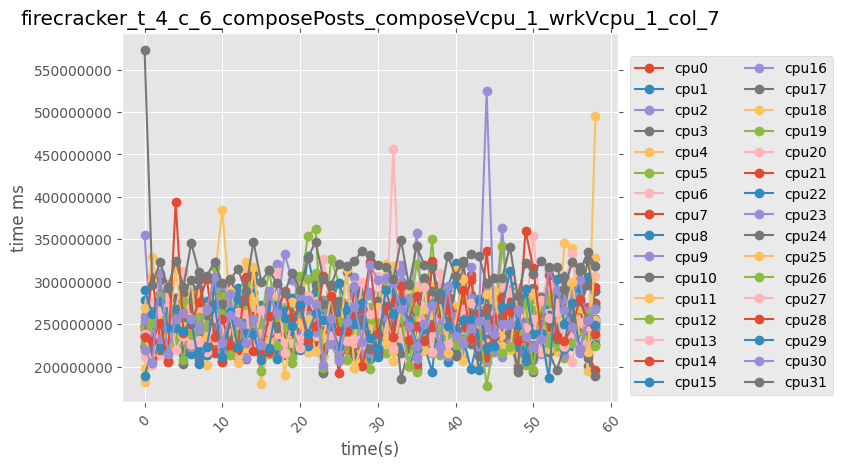 firecracker_t_4_c_6_composePosts_composeVcpu_1_wrkVcpu_1_col_7
550000000
500000000
450000000
400000000
350000000
300000000
250000000
200000000
time ms
0
10
20
30
40
50
60
time(s)
cpu0
cpu1
cpu2
cpu3
cpu4
cpu5
cpu6
cpu7
cpu8
cpu9
cpu10
cpu11
cpu12
cpu13
cpu14
cpu15
cpu16
cpu17
cpu18
cpu19
cpu20
cpu21
cpu22
cpu23
cpu24
cpu25
cpu26
cpu27
cpu28
cpu29
cpu30
cpu31